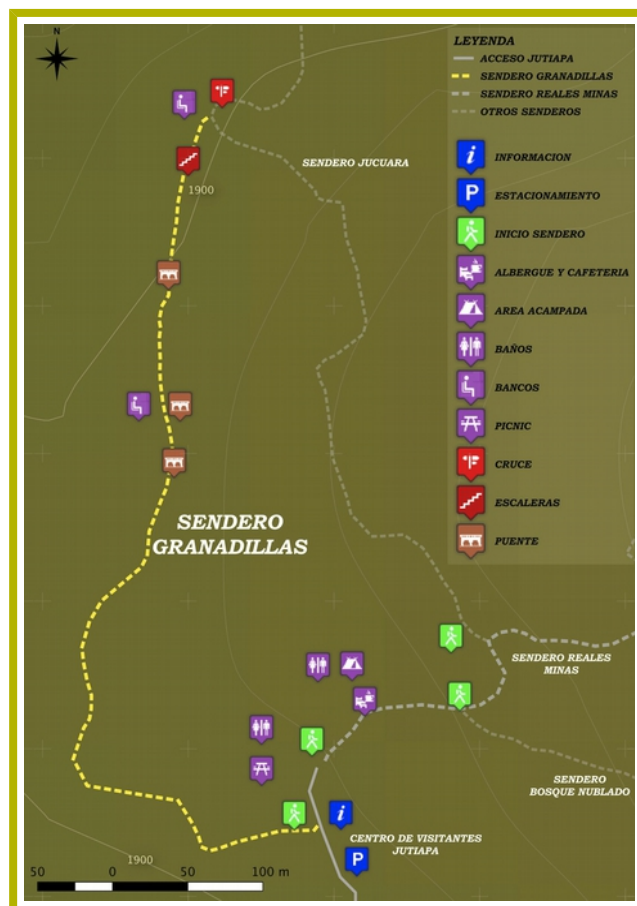 N
LEYENDA
ACCESO JUTIAPA
SENDERO GRANADILLAS
SENDERO REALES MINAS
OTROS SENDEROS
i INFORMACION
P ESTACIONAMIENTO
INICIO SENDERO
ALBERGUE Y CAFETERIA
AREA ACAMPADA
BAÑOS
BANCOS
PICNIC
CRUCE
ESCALERAS
PUENTE
SENDERO JUCUARA
1900
SENDERO
GRANADILLAS
SENDERO REALES
MINAS
SENDERO
BOSQUE NUBLADO
i
CENTRO DE VISITANTES
JUTIAPA
P
1900
50 0 50 100 m